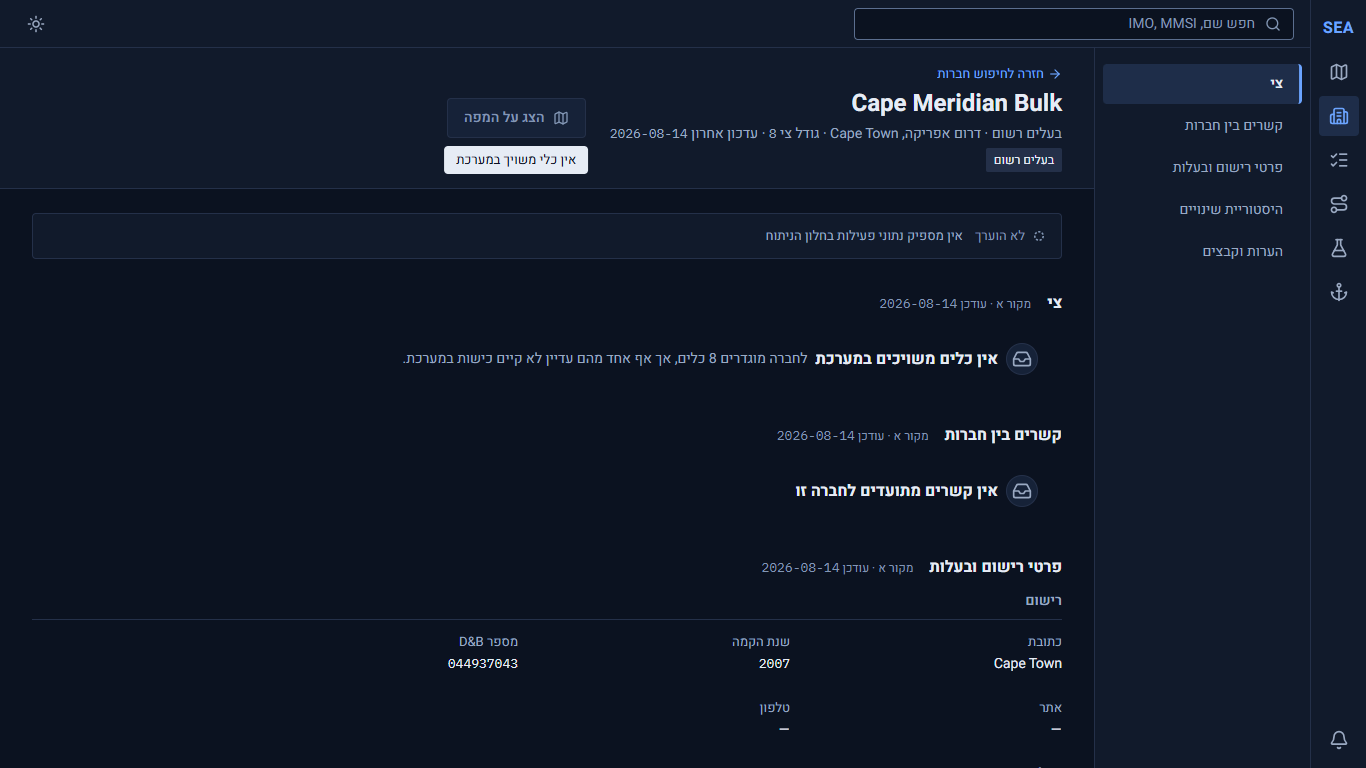 SEA
חפש שם, IMO, MMSI
צי
קשרים בין חברות
פרטי רישום ובעלות
היסטוריית שינויים
הערות וקבצים
חזרה לחיפוש חברות
Cape Meridian Bulk
בעלים רשום · דרום אפריקה, Cape Town · גודל צי 8 · עדכון אחרון 2026-08-14
בעלים רשום
הצג על המפה
אין כלי משויך במערכת
לא הוערך אין מספיק נתוני פעילות בחלון הניתוח
צי מקור א · עודכן 2026-08-14
אין כלים משויכים במערכת לחברה מוגדרים 8 כלים, אך אף אחד מהם עדיין לא קיים כישות במערכת.
קשרים בין חברות מקור א · עודכן 2026-08-14
אין קשרים מתועדים לחברה זו
פרטי רישום ובעלות מקור א · עודכן 2026-08-14
רישום
כתובת שנת הקמה מספר D&B
Cape Town 2007 044937043
אתר טלפון
— —